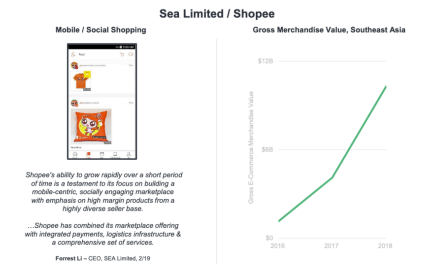 Sea Limited / Shopee
Mobile / Social Shopping
Shopee's ability to grow rapidly over a short period
of time is a testament to its focus on building a
mobile-centric, socially engaging marketplace
with emphasis on high margin products from a
highly diverse seller base.
…Shopee has combined its marketplace offering
with integrated payments, logistics infrastructure &
a comprehensive set of services.
Forrest Li – CEO, SEA Limited, 2/19
Gross Merchandise Value, Southeast Asia
Gross E-Commerce Merchandise Value
$12B
$6B
$0
2016
2017
2018